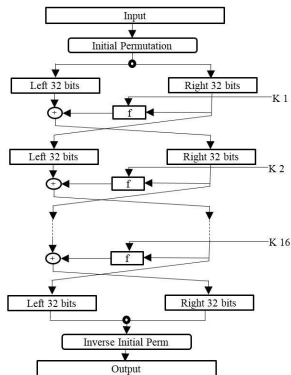 Input
Initial Permutation
Left 32 bits
Right 32 bits
K 1
+
f
Left 32 bits
Right 32 bits
K 2
+
f
K 16
+
f
Left 32 bits
Right 32 bits
Inverse Initial Perm
Output